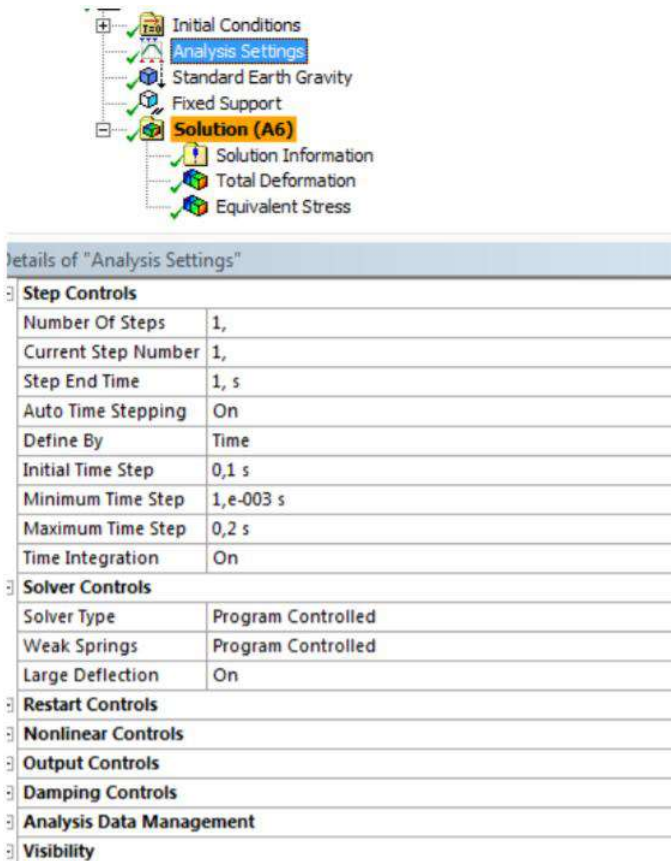 Initial Conditions
Analysis Settings
Standard Earth Gravity
Fixed Support
Solution (A6)
Solution Information
Total Deformation
Equivalent Stress
Details of "Analysis Settings"
Step Controls
Number Of Steps 1,
Current Step Number 1,
Step End Time 1, s
Auto Time Stepping On
Define By Time
Initial Time Step 0,1 s
Minimum Time Step 1,e-003 s
Maximum Time Step 0,2 s
Time Integration On
Solver Controls
Solver Type Program Controlled
Weak Springs Program Controlled
Large Deflection On
Restart Controls
Nonlinear Controls
Output Controls
Damping Controls
Analysis Data Management
Visibility